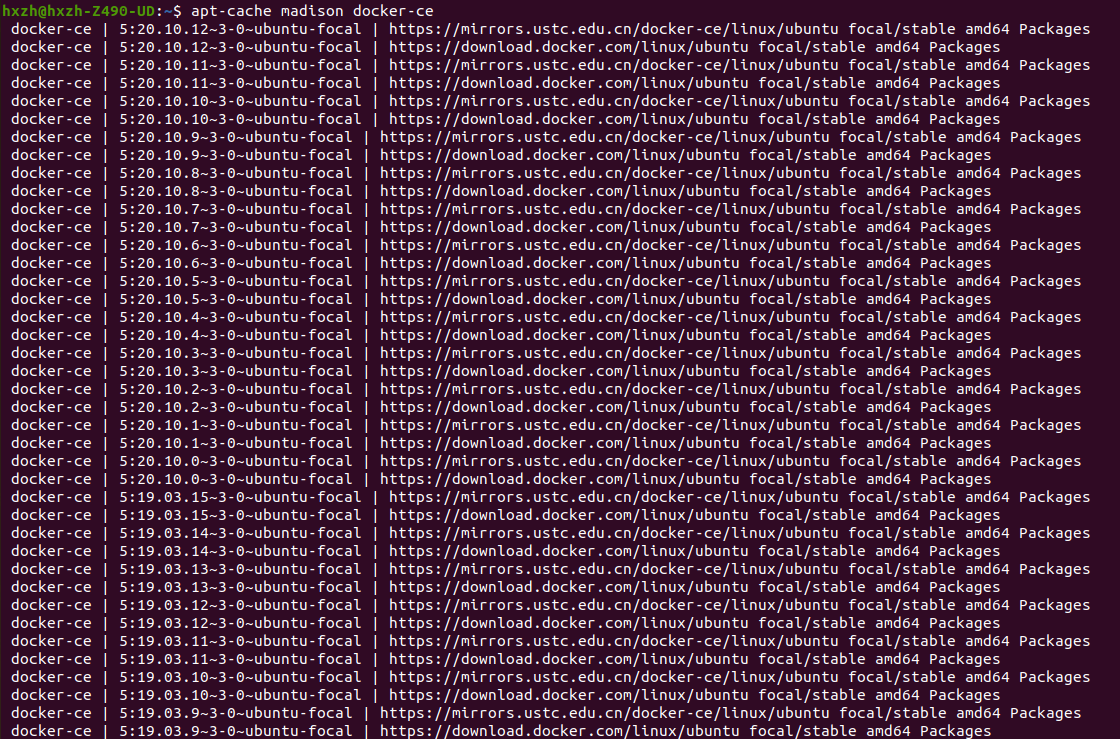 hxzh@hxzh-Z490-UD:~$ apt-cache madison docker-ce
docker-ce | 5:20.10.12~3-0~ubuntu-focal | https://mirrors.ustc.edu.cn/docker-ce/linux/ubuntu focal/stable amd64 Packages
docker-ce | 5:20.10.12~3-0~ubuntu-focal | https://download.docker.com/linux/ubuntu focal/stable amd64 Packages
docker-ce | 5:20.10.11~3-0~ubuntu-focal | https://mirrors.ustc.edu.cn/docker-ce/linux/ubuntu focal/stable amd64 Packages
docker-ce | 5:20.10.11~3-0~ubuntu-focal | https://download.docker.com/linux/ubuntu focal/stable amd64 Packages
docker-ce | 5:20.10.10~3-0~ubuntu-focal | https://mirrors.ustc.edu.cn/docker-ce/linux/ubuntu focal/stable amd64 Packages
docker-ce | 5:20.10.10~3-0~ubuntu-focal | https://download.docker.com/linux/ubuntu focal/stable amd64 Packages
docker-ce | 5:20.10.9~3-0~ubuntu-focal | https://mirrors.ustc.edu.cn/docker-ce/linux/ubuntu focal/stable amd64 Packages
docker-ce | 5:20.10.9~3-0~ubuntu-focal | https://download.docker.com/linux/ubuntu focal/stable amd64 Packages
docker-ce | 5:20.10.8~3-0~ubuntu-focal | https://mirrors.ustc.edu.cn/docker-ce/linux/ubuntu focal/stable amd64 Packages
docker-ce | 5:20.10.8~3-0~ubuntu-focal | https://download.docker.com/linux/ubuntu focal/stable amd64 Packages
docker-ce | 5:20.10.7~3-0~ubuntu-focal | https://mirrors.ustc.edu.cn/docker-ce/linux/ubuntu focal/stable amd64 Packages
docker-ce | 5:20.10.7~3-0~ubuntu-focal | https://download.docker.com/linux/ubuntu focal/stable amd64 Packages
docker-ce | 5:20.10.6~3-0~ubuntu-focal | https://mirrors.ustc.edu.cn/docker-ce/linux/ubuntu focal/stable amd64 Packages
docker-ce | 5:20.10.6~3-0~ubuntu-focal | https://download.docker.com/linux/ubuntu focal/stable amd64 Packages
docker-ce | 5:20.10.5~3-0~ubuntu-focal | https://mirrors.ustc.edu.cn/docker-ce/linux/ubuntu focal/stable amd64 Packages
docker-ce | 5:20.10.5~3-0~ubuntu-focal | https://download.docker.com/linux/ubuntu focal/stable amd64 Packages
docker-ce | 5:20.10.4~3-0~ubuntu-focal | https://mirrors.ustc.edu.cn/docker-ce/linux/ubuntu focal/stable amd64 Packages
docker-ce | 5:20.10.4~3-0~ubuntu-focal | https://download.docker.com/linux/ubuntu focal/stable amd64 Packages
docker-ce | 5:20.10.3~3-0~ubuntu-focal | https://mirrors.ustc.edu.cn/docker-ce/linux/ubuntu focal/stable amd64 Packages
docker-ce | 5:20.10.3~3-0~ubuntu-focal | https://download.docker.com/linux/ubuntu focal/stable amd64 Packages
docker-ce | 5:20.10.2~3-0~ubuntu-focal | https://mirrors.ustc.edu.cn/docker-ce/linux/ubuntu focal/stable amd64 Packages
docker-ce | 5:20.10.2~3-0~ubuntu-focal | https://download.docker.com/linux/ubuntu focal/stable amd64 Packages
docker-ce | 5:20.10.1~3-0~ubuntu-focal | https://mirrors.ustc.edu.cn/docker-ce/linux/ubuntu focal/stable amd64 Packages
docker-ce | 5:20.10.1~3-0~ubuntu-focal | https://download.docker.com/linux/ubuntu focal/stable amd64 Packages
docker-ce | 5:20.10.0~3-0~ubuntu-focal | https://mirrors.ustc.edu.cn/docker-ce/linux/ubuntu focal/stable amd64 Packages
docker-ce | 5:20.10.0~3-0~ubuntu-focal | https://download.docker.com/linux/ubuntu focal/stable amd64 Packages
docker-ce | 5:19.03.15~3-0~ubuntu-focal | https://mirrors.ustc.edu.cn/docker-ce/linux/ubuntu focal/stable amd64 Packages
docker-ce | 5:19.03.15~3-0~ubuntu-focal | https://download.docker.com/linux/ubuntu focal/stable amd64 Packages
docker-ce | 5:19.03.14~3-0~ubuntu-focal | https://mirrors.ustc.edu.cn/docker-ce/linux/ubuntu focal/stable amd64 Packages
docker-ce | 5:19.03.14~3-0~ubuntu-focal | https://download.docker.com/linux/ubuntu focal/stable amd64 Packages
docker-ce | 5:19.03.13~3-0~ubuntu-focal | https://mirrors.ustc.edu.cn/docker-ce/linux/ubuntu focal/stable amd64 Packages
docker-ce | 5:19.03.13~3-0~ubuntu-focal | https://download.docker.com/linux/ubuntu focal/stable amd64 Packages
docker-ce | 5:19.03.12~3-0~ubuntu-focal | https://mirrors.ustc.edu.cn/docker-ce/linux/ubuntu focal/stable amd64 Packages
docker-ce | 5:19.03.12~3-0~ubuntu-focal | https://download.docker.com/linux/ubuntu focal/stable amd64 Packages
docker-ce | 5:19.03.11~3-0~ubuntu-focal | https://mirrors.ustc.edu.cn/docker-ce/linux/ubuntu focal/stable amd64 Packages
docker-ce | 5:19.03.11~3-0~ubuntu-focal | https://download.docker.com/linux/ubuntu focal/stable amd64 Packages
docker-ce | 5:19.03.10~3-0~ubuntu-focal | https://mirrors.ustc.edu.cn/docker-ce/linux/ubuntu focal/stable amd64 Packages
docker-ce | 5:19.03.10~3-0~ubuntu-focal | https://download.docker.com/linux/ubuntu focal/stable amd64 Packages
docker-ce | 5:19.03.9~3-0~ubuntu-focal | https://mirrors.ustc.edu.cn/docker-ce/linux/ubuntu focal/stable amd64 Packages
docker-ce | 5:19.03.9~3-0~ubuntu-focal | https://download.docker.com/linux/ubuntu focal/stable amd64 Packages